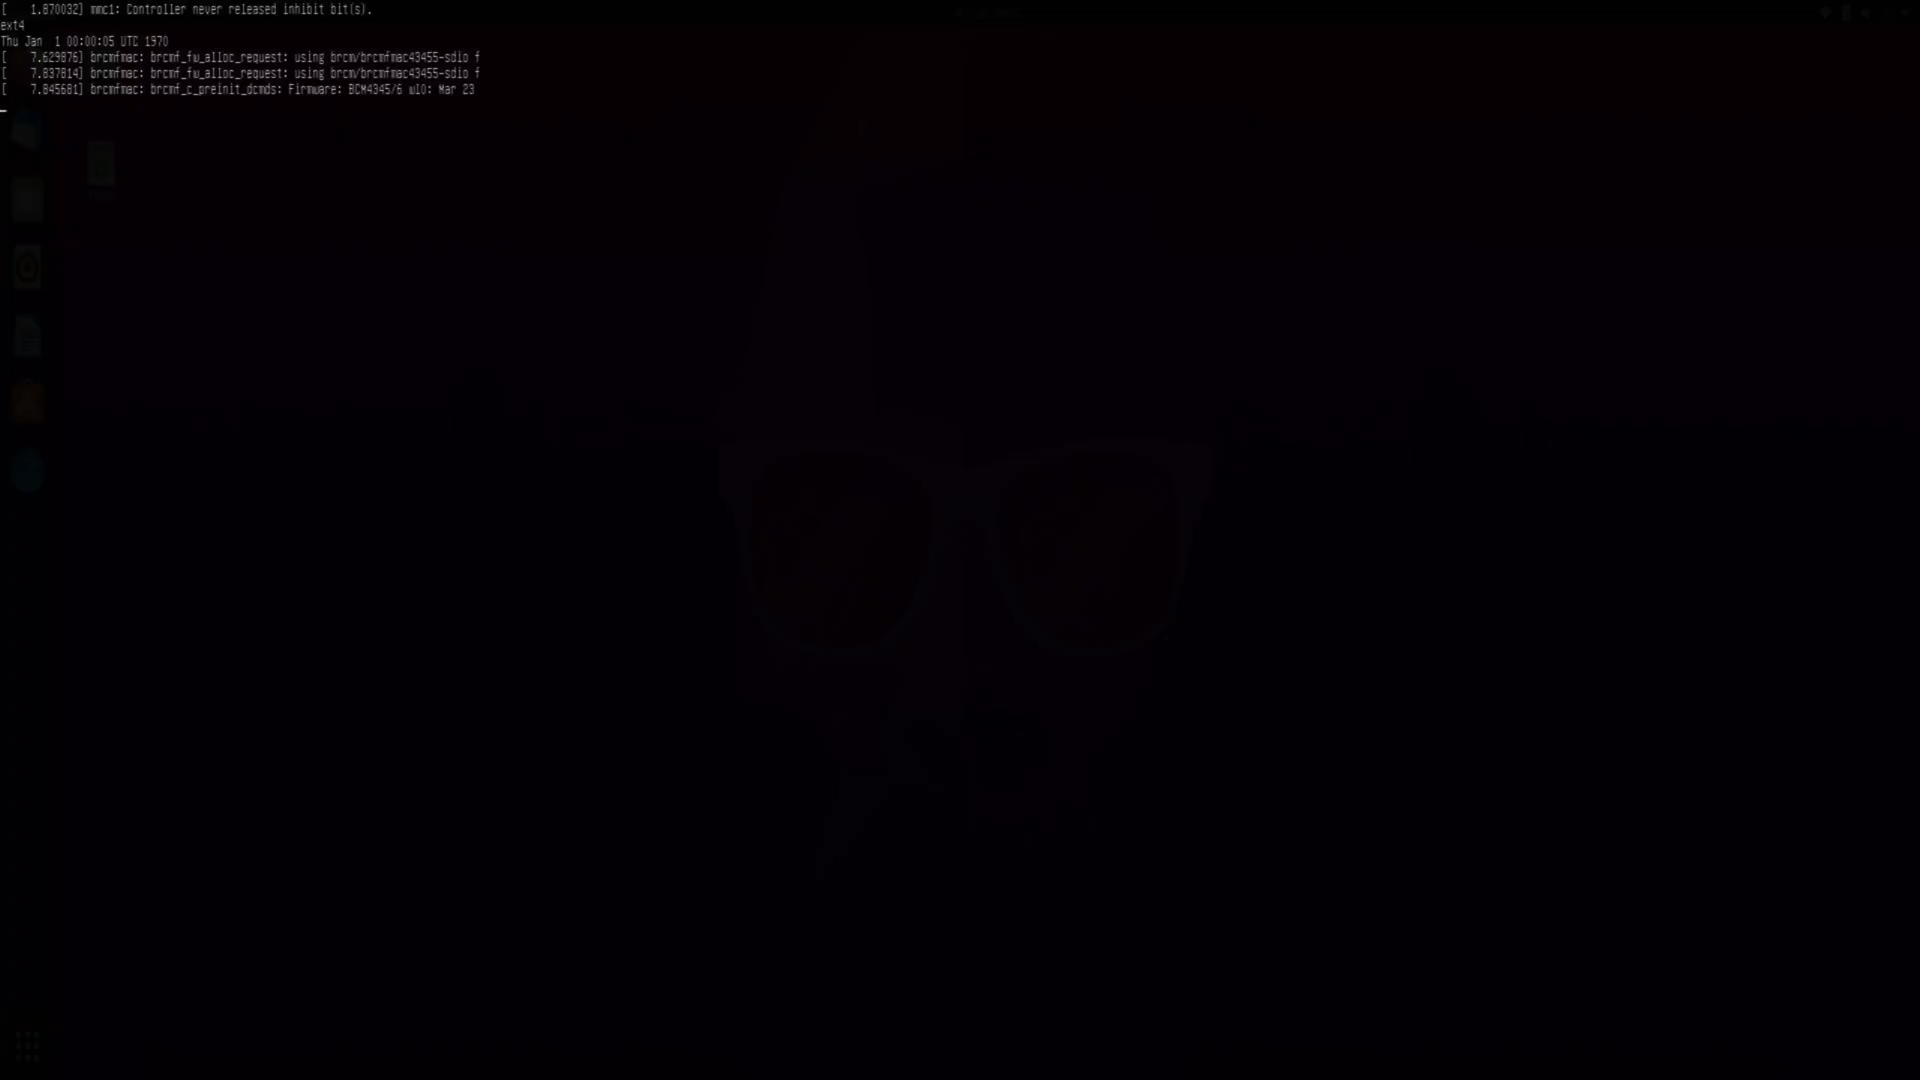 [    1.870032] mmc1: Controller never released inhibit bit(s).
ext4
Thu Jan  1 00:00:05 UTC 1970
[    7.629876] brcmfmac: brcmf_fw_alloc_request: using brcm/brcmfmac43455-sdio f
[    7.837814] brcmfmac: brcmf_fw_alloc_request: using brcm/brcmfmac43455-sdio f
[    7.845681] brcmfmac: brcmf_c_preinit_dcmds: Firmware: BCM4345/6 wl0: Mar 23